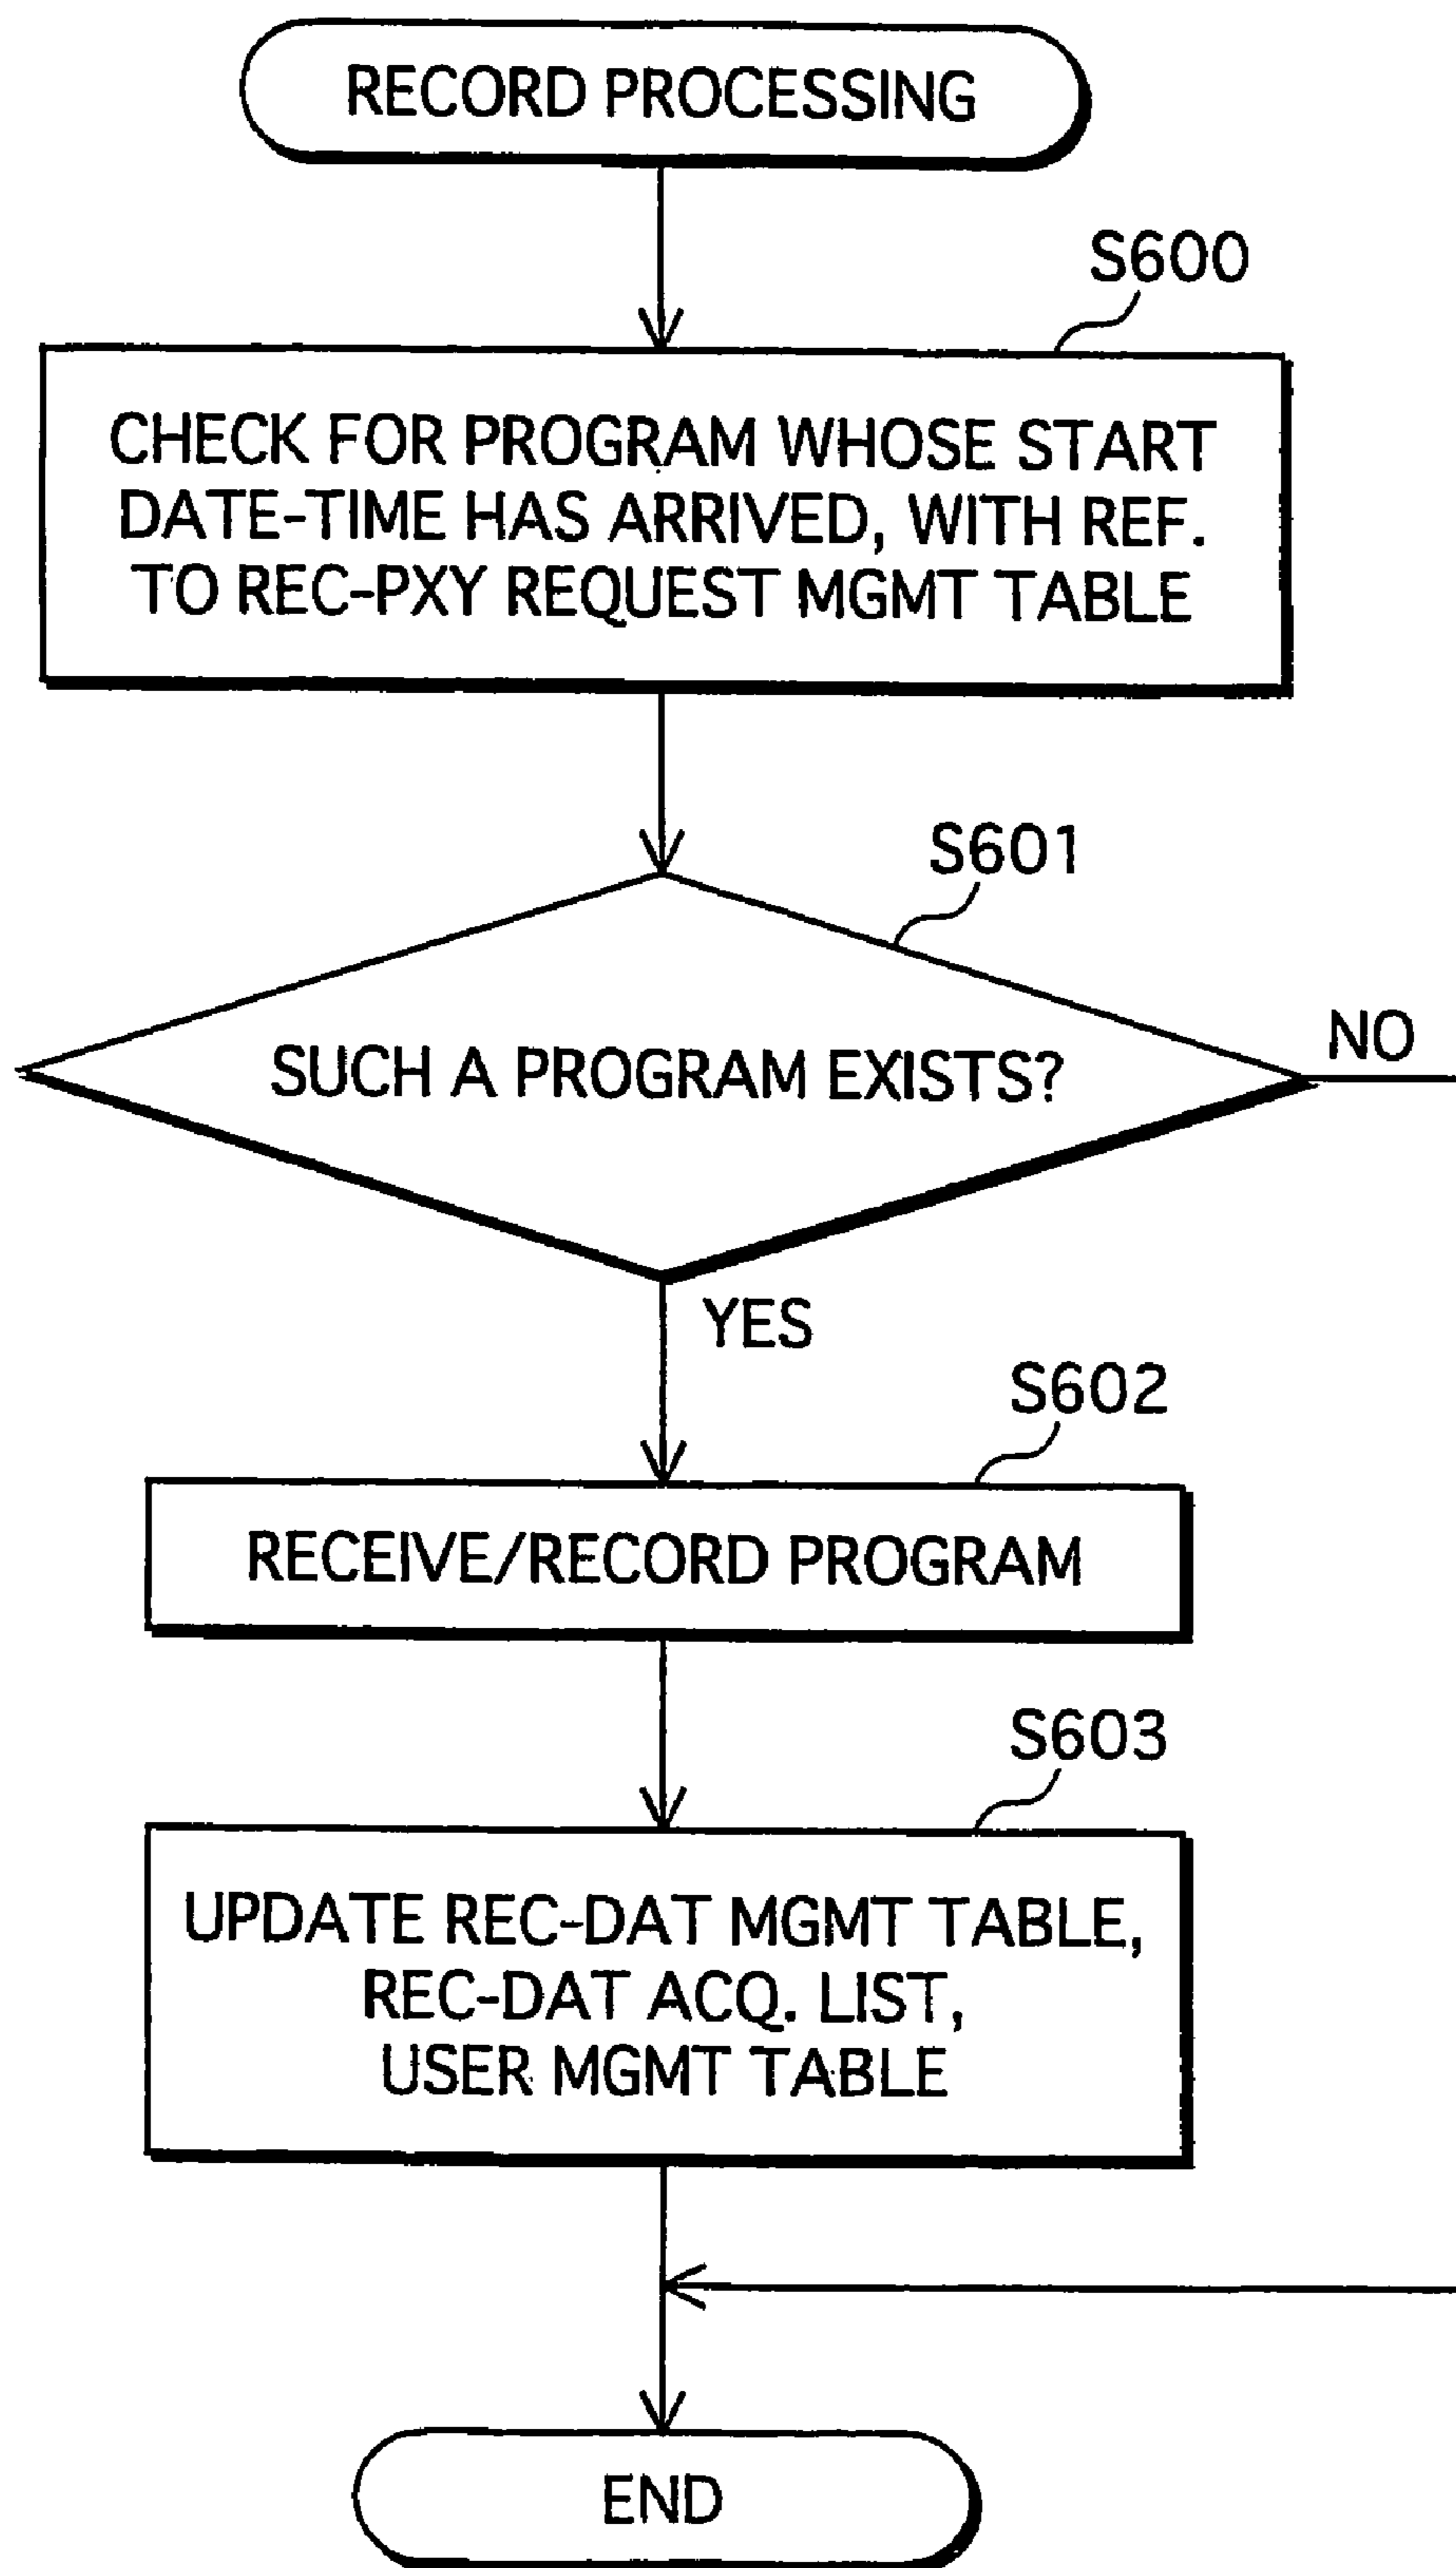 RECORD PROCESSING
S600
CHECK FOR PROGRAM WHOSE START
DATE-TIME HAS ARRIVED, WITH REF.
TO REC-PXY REQUEST MGMT TABLE
S601
SUCH A PROGRAM EXISTS?
NO
YES
S602
RECEIVE/RECORD PROGRAM
S603
UPDATE REC-DAT MGMT TABLE,
REC-DAT ACQ. LIST,
USER MGMT TABLE
END